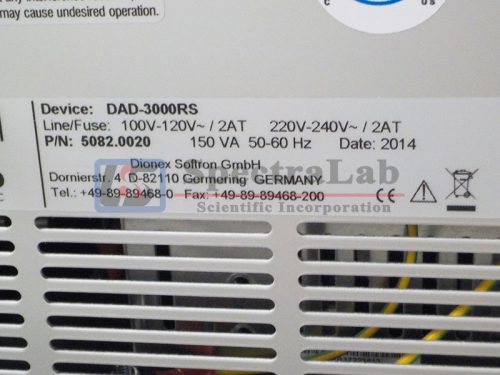 may cause undesired operation.
C US
Device: DAD-3000RS
Line/Fuse: 100V-120V~ / 2AT 220V-240V~ / 2AT
P/N: 5082.0020 150 VA 50-60 Hz Date: 2014
Dionex Softron GmbH
Dornierstr. 4 D-82110 Germering GERMANY
Tel.: +49-89-89468-0 Fax: +49-89-89468-200
CE
SpectraLab
Scientific Incorporation